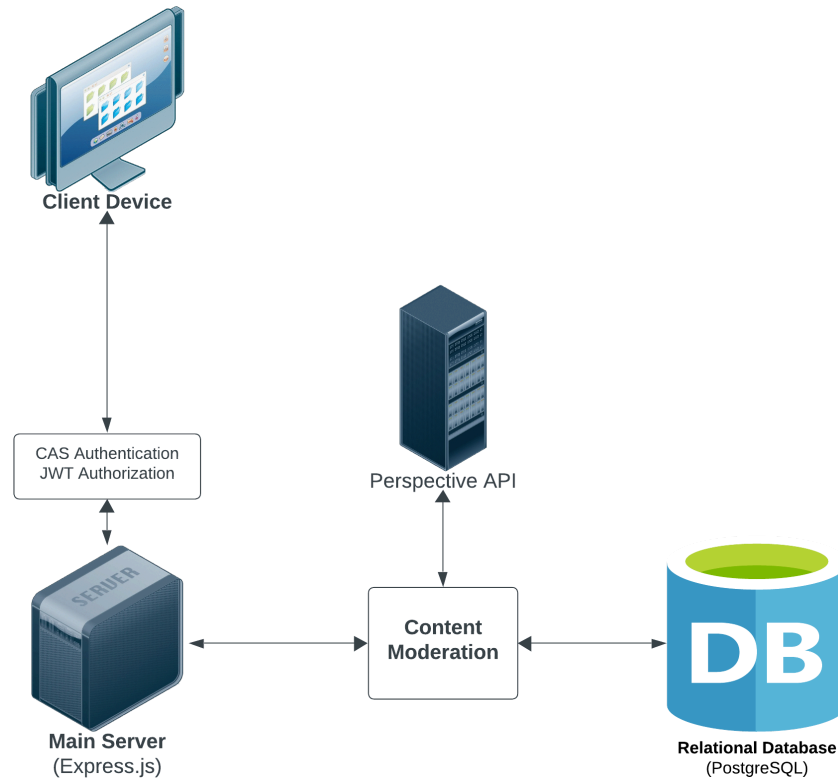 Client Device
CAS Authentication
JWT Authorization
Perspective API
SERVER
Content
Moderation
DB
Main Server
(Express.js)
Relational Database
(PostgreSQL)